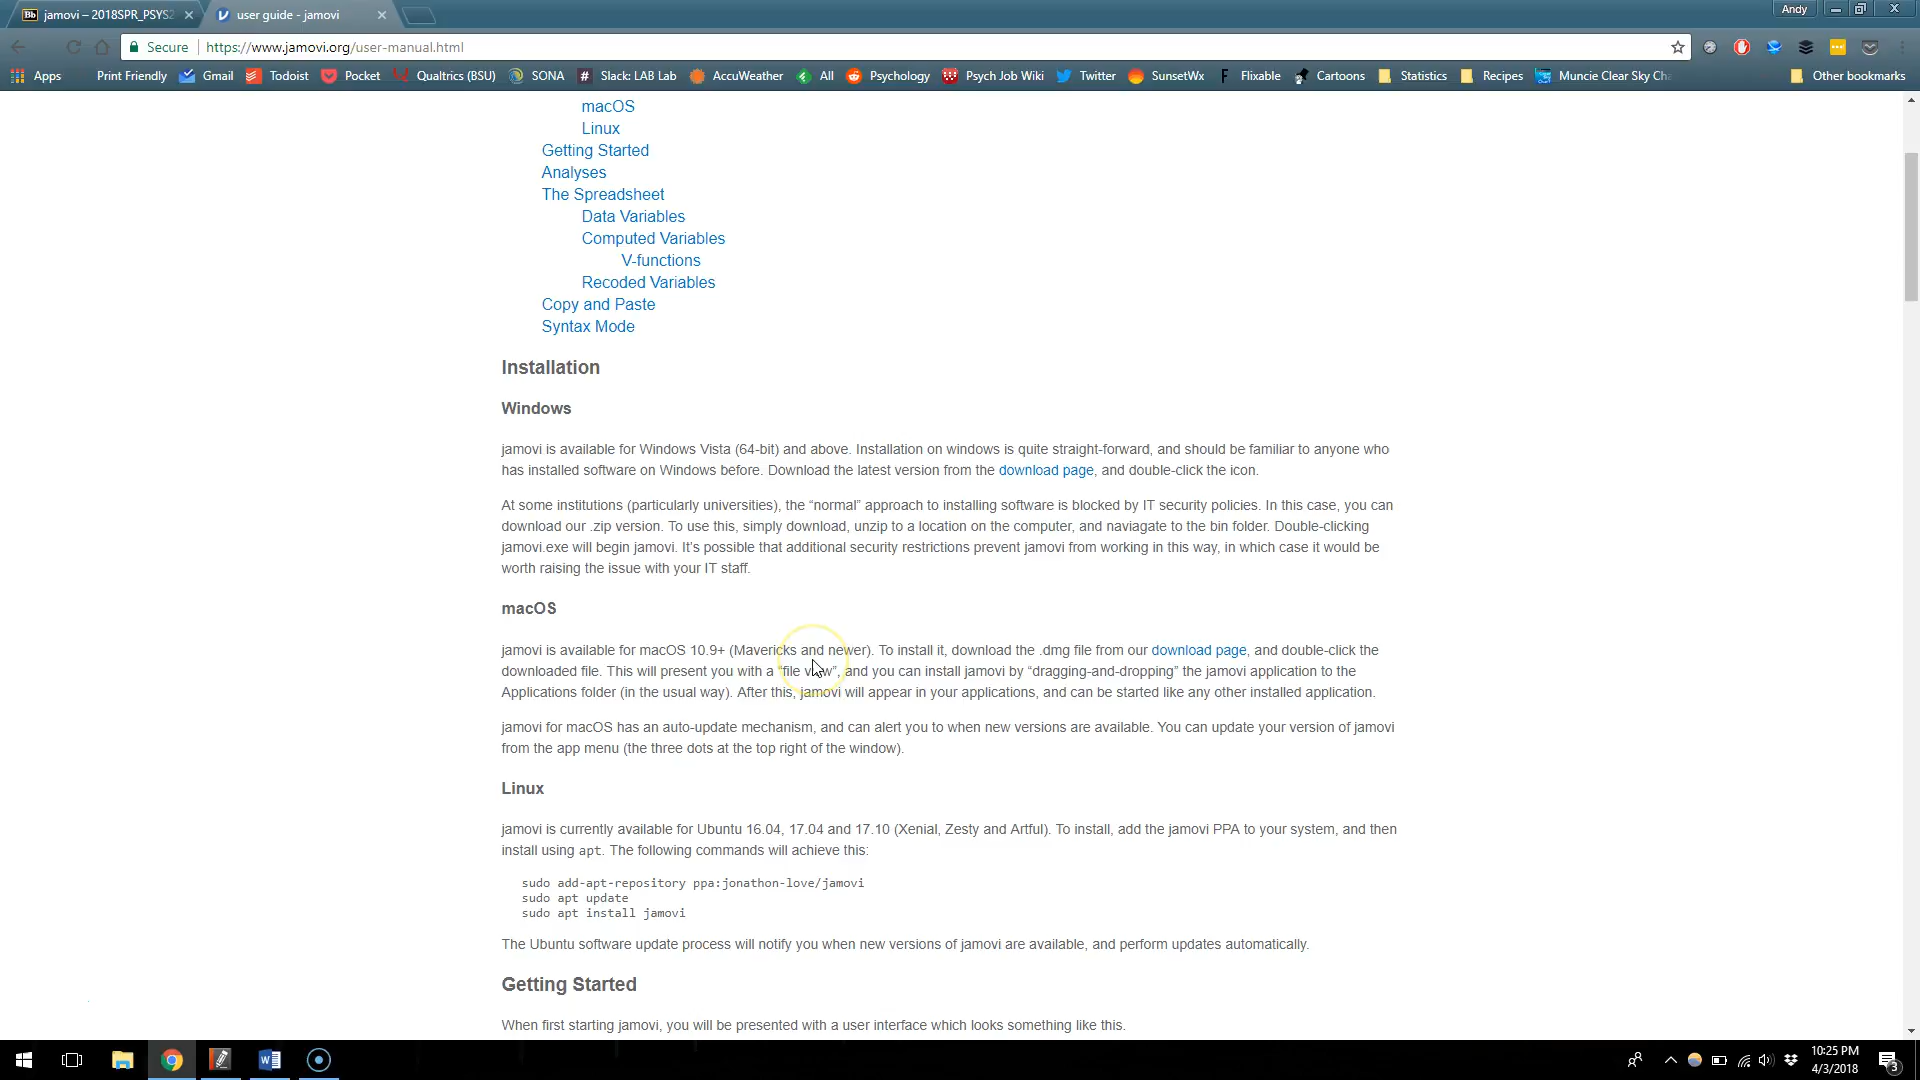 jamovi – 2018SPR_PSYS2
user guide - jamovi
Andy
Secure
https://www.jamovi.org/user-manual.html
Apps
Print Friendly
Gmail
Todoist
Pocket
Qualtrics (BSU)
SONA
Slack: LAB Lab
AccuWeather
All
Psychology
Psych Job Wiki
Twitter
SunsetWx
Flixable
Cartoons
Statistics
Recipes
Muncie Clear Sky Cha
Other bookmarks
macOS
Linux
Getting Started
Analyses
The Spreadsheet
Data Variables
Computed Variables
V-functions
Recoded Variables
Copy and Paste
Syntax Mode
Installation
Windows
jamovi is available for Windows Vista (64-bit) and above. Installation on windows is quite straight-forward, and should be familiar to anyone who
has installed software on Windows before. Download the latest version from the download page, and double-click the icon.
At some institutions (particularly universities), the “normal” approach to installing software is blocked by IT security policies. In this case, you can
download our .zip version. To use this, simply download, unzip to a location on the computer, and naviagate to the bin folder. Double-clicking
jamovi.exe will begin jamovi. It's possible that additional security restrictions prevent jamovi from working in this way, in which case it would be
worth raising the issue with your IT staff.
macOS
jamovi is available for macOS 10.9+ (Mavericks and newer). To install it, download the .dmg file from our download page, and double-click the
downloaded file. This will present you with a “file view”, and you can install jamovi by “dragging-and-dropping” the jamovi application to the
Applications folder (in the usual way). After this, jamovi will appear in your applications, and can be started like any other installed application.
jamovi for macOS has an auto-update mechanism, and can alert you to when new versions are available. You can update your version of jamovi
from the app menu (the three dots at the top right of the window).
Linux
jamovi is currently available for Ubuntu 16.04, 17.04 and 17.10 (Xenial, Zesty and Artful). To install, add the jamovi PPA to your system, and then
install using apt. The following commands will achieve this:
sudo add-apt-repository ppa:jonathon-love/jamovi
sudo apt update
sudo apt install jamovi
The Ubuntu software update process will notify you when new versions of jamovi are available, and perform updates automatically.
Getting Started
When first starting jamovi, you will be presented with a user interface which looks something like this.
10:25 PM
4/3/2018
3